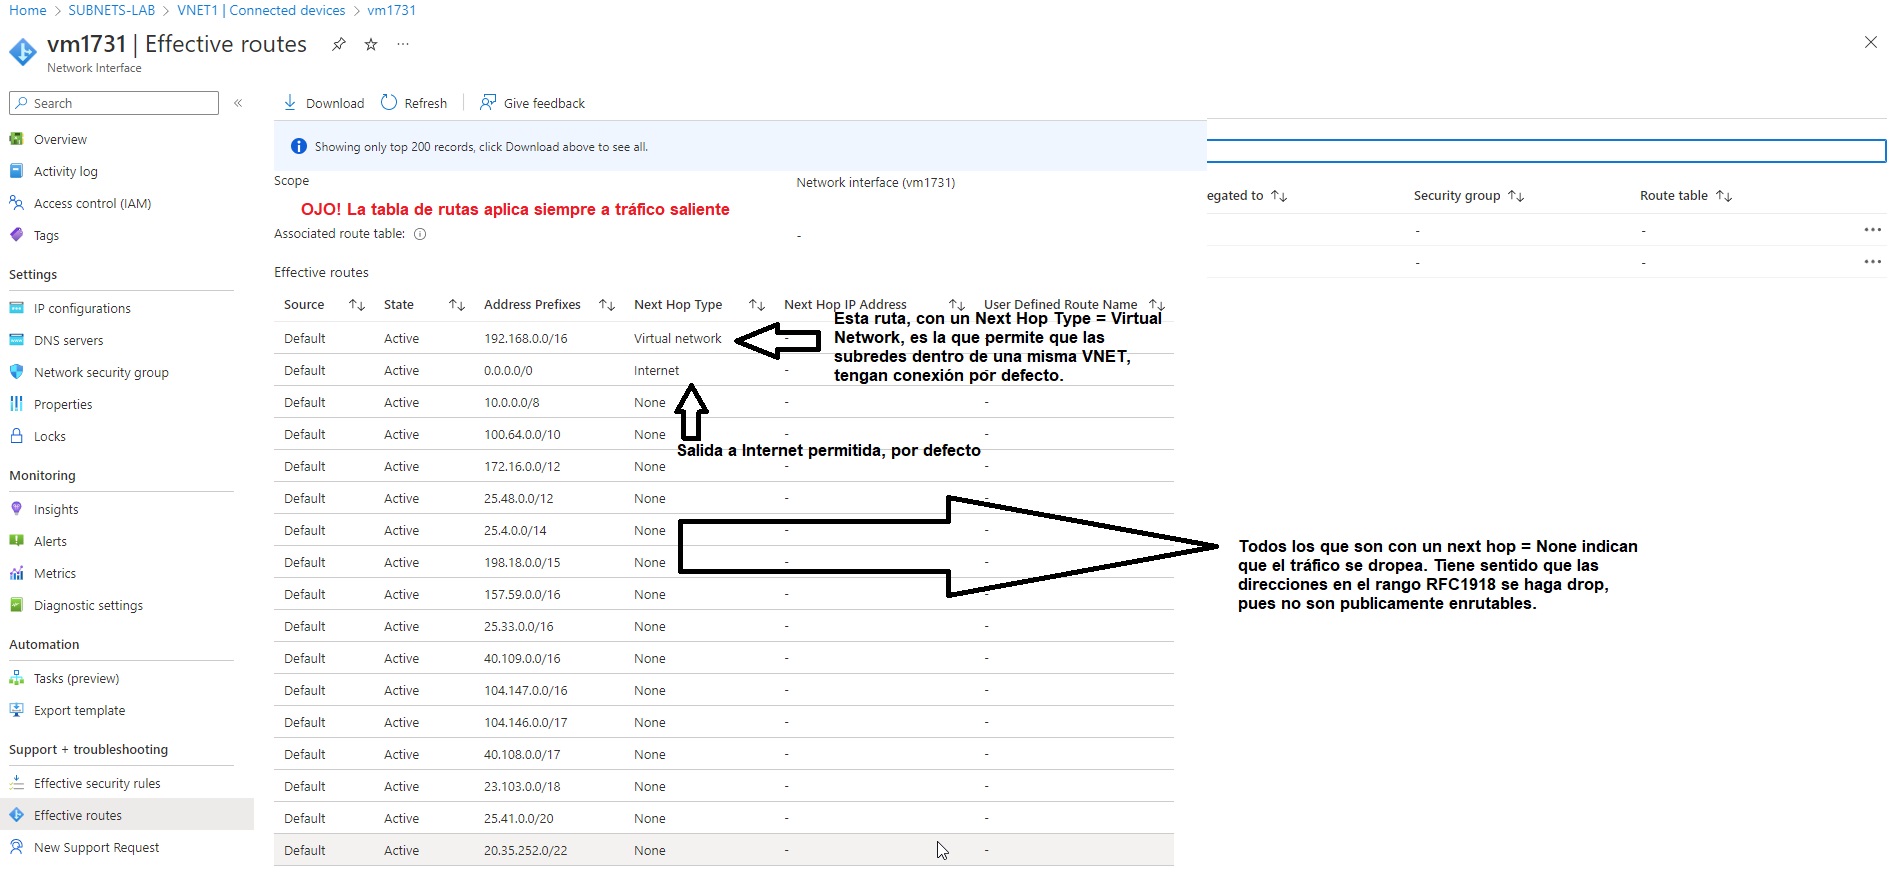 Home > SUBNETS-LAB > VNET1 | Connected devices > vm1731
vm1731 | Effective routes
Network Interface
Search
Overview
Activity log
Access control (IAM)
Tags
Settings
IP configurations
DNS servers
Network security group
Properties
Locks
Monitoring
Insights
Alerts
Metrics
Diagnostic settings
Automation
Tasks (preview)
Export template
Support + troubleshooting
Effective security rules
Effective routes
New Support Request
Download Refresh Give feedback
Showing only top 200 records, click Download above to see all.
Scope Network interface (vm1731)
OJO! La tabla de rutas aplica siempre a tráfico saliente
Associated route table: -
Effective routes
Source State Address Prefixes Next Hop Type Next Hop IP Address User Defined Route Name
Default Active 192.168.0.0/16 Virtual network -
Default Active 0.0.0.0/0 Internet - -
Default Active 10.0.0.0/8 None - -
Default Active 100.64.0.0/10 None - -
Default Active 172.16.0.0/12 None - -
Default Active 25.48.0.0/12 None - -
Default Active 25.4.0.0/14 None - -
Default Active 198.18.0.0/15 None - -
Default Active 157.59.0.0/16 None - -
Default Active 25.33.0.0/16 None - -
Default Active 40.109.0.0/16 None - -
Default Active 104.147.0.0/16 None - -
Default Active 104.146.0.0/17 None - -
Default Active 40.108.0.0/17 None - -
Default Active 23.103.0.0/18 None - -
Default Active 25.41.0.0/20 None - -
Default Active 20.35.252.0/22 None - -
Esta ruta, con un Next Hop Type = Virtual
Network, es la que permite que las
subredes dentro de una misma VNET,
tengan conexión por defecto.
Salida a Internet permitida, por defecto
egated to Security group Route table
- - ...
- - ...
Todos los que son con un next hop = None indican
que el tráfico se dropea. Tiene sentido que las
direcciones en el rango RFC1918 se haga drop,
pues no son publicamente enrutables.